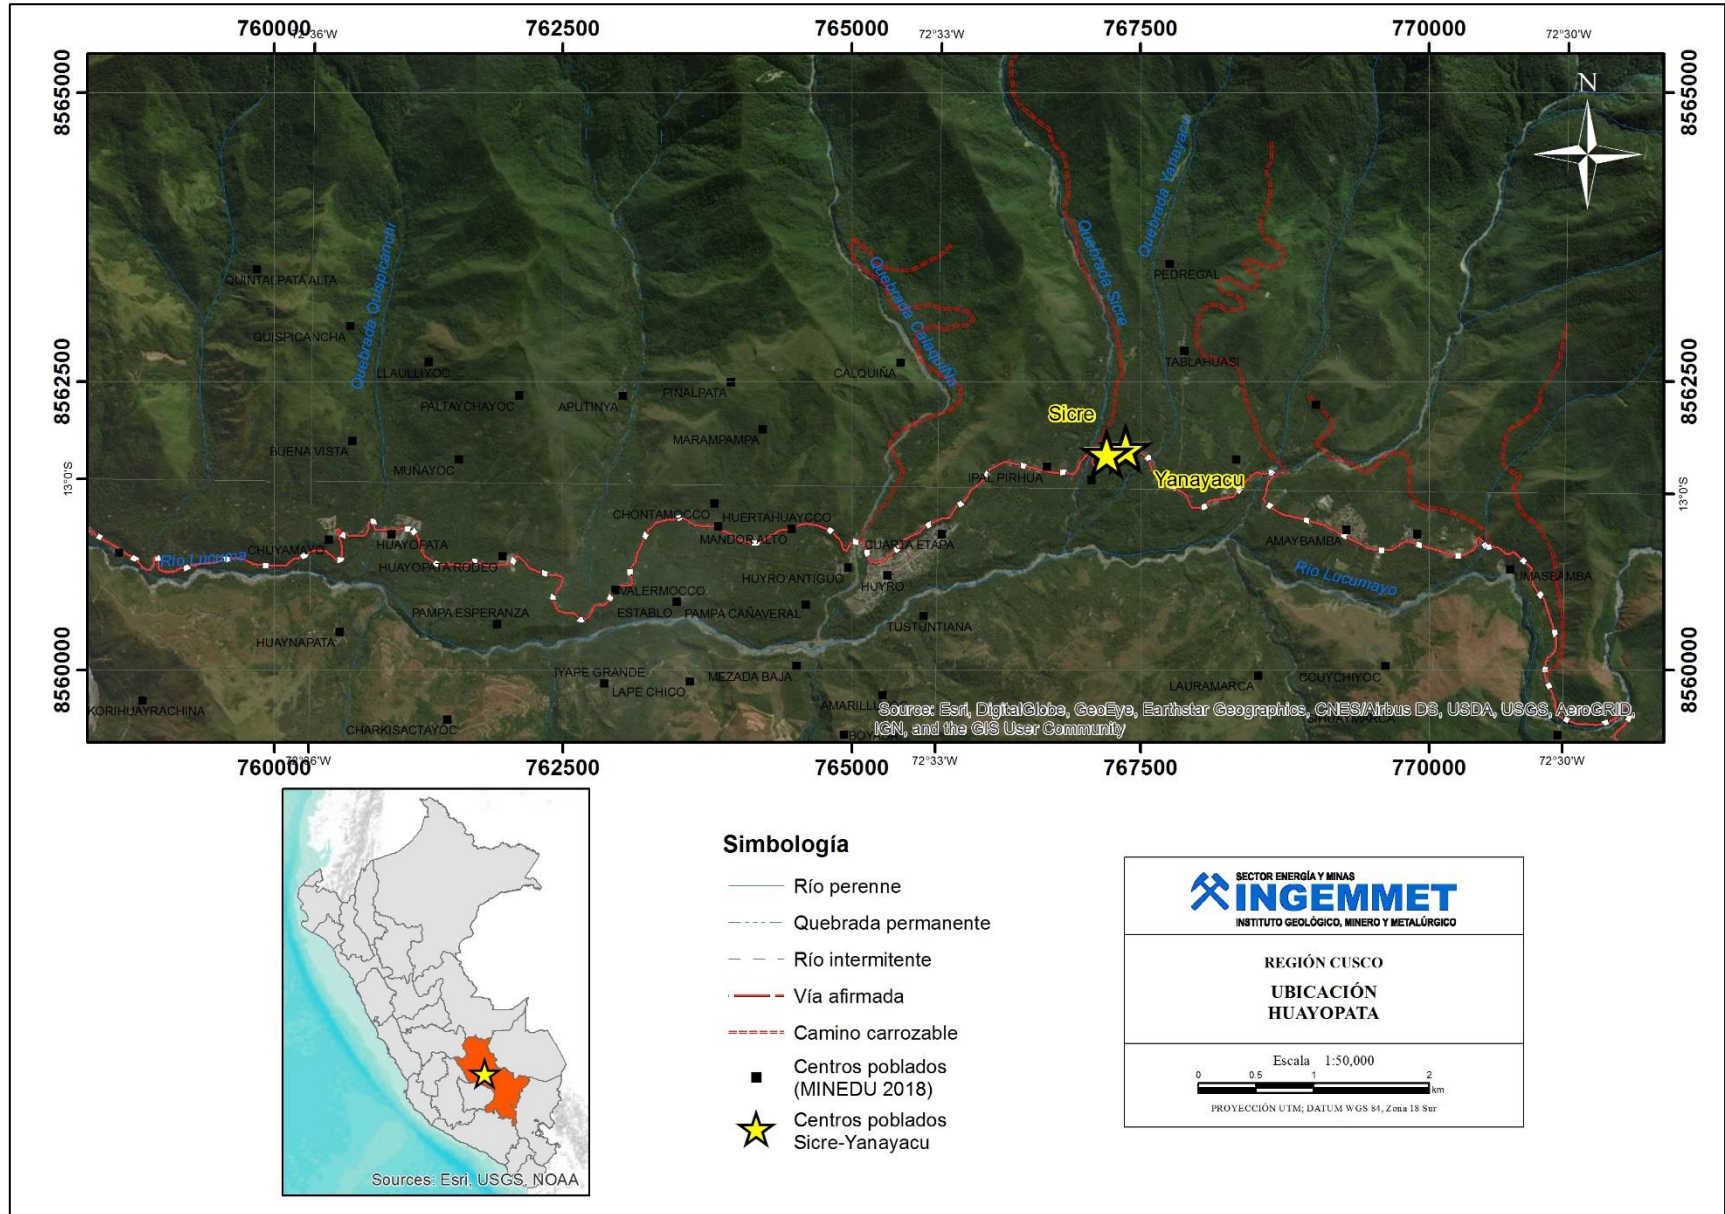 760000
762500
765000
767500
770000
72°36'W
72°33'W
72°30'W
8565000
8565000
N
Quebrada Quispicanchi
Quebrada Calaquiña
Quebrada Sicre
Quebrada Yanayacu
QUINTALPATA ALTA
PEDREGAL
QUISPICANCHA
LLAULLIYOC
CALQUIÑA
TABLAHUASI
8562500
8562500
PALTAYCHAYOC
APUTINYA
PINALPATA
Sicre
MARAMPAMPA
BUENA VISTA
MUÑAYOC
IPAL PIRHUA
Yanayacu
13°0'S
13°0'S
CHONTAMOCCO
HUERTAHUAYCCO
MANDOR ALTO
CUARTA ETAPA
AMAYBAMBA
CHUYAMAYO
HUAYOPATA
Rio Lucuma
HUAYOPATA RODEO
HUYRO ANTIGUO
HUYRO
Rio Lucumayo
UMASBAMBA
VALERMOCCO
PAMPA ESPERANZA
ESTABLO
PAMPA CAÑAVERAL
TUSTUNTIANA
HUAYNAPATA
8560000
8560000
IYAPE GRANDE
LAPE CHICO
MEZADA BAJA
LAURAMARCA
CCUYCHIYOC
KORIHUAYRACHINA
CHARKISACTAYOC
Source: Esri, DigitalGlobe, GeoEye, Earthstar Geographics, CNES/Airbus DS, USDA, USGS, AeroGRID,
IGN, and the GIS User Community
760000
762500
765000
767500
770000
72°36'W
72°33'W
72°30'W
Sources: Esri, USGS, NOAA
Simbología
Río perenne
Quebrada permanente
Río intermitente
Vía afirmada
Camino carrozable
Centros poblados
(MINEDU 2018)
Centros poblados
Sicre-Yanayacu
SECTOR ENERGÍA Y MINAS
INGEMMET
INSTITUTO GEOLÓGICO, MINERO Y METALÚRGICO
REGIÓN CUSCO
UBICACIÓN
HUAYOPATA
Escala 1:50,000
0 0.5 1 2
km
PROYECCIÓN UTM; DATUM WGS 84, Zona 18 Sur